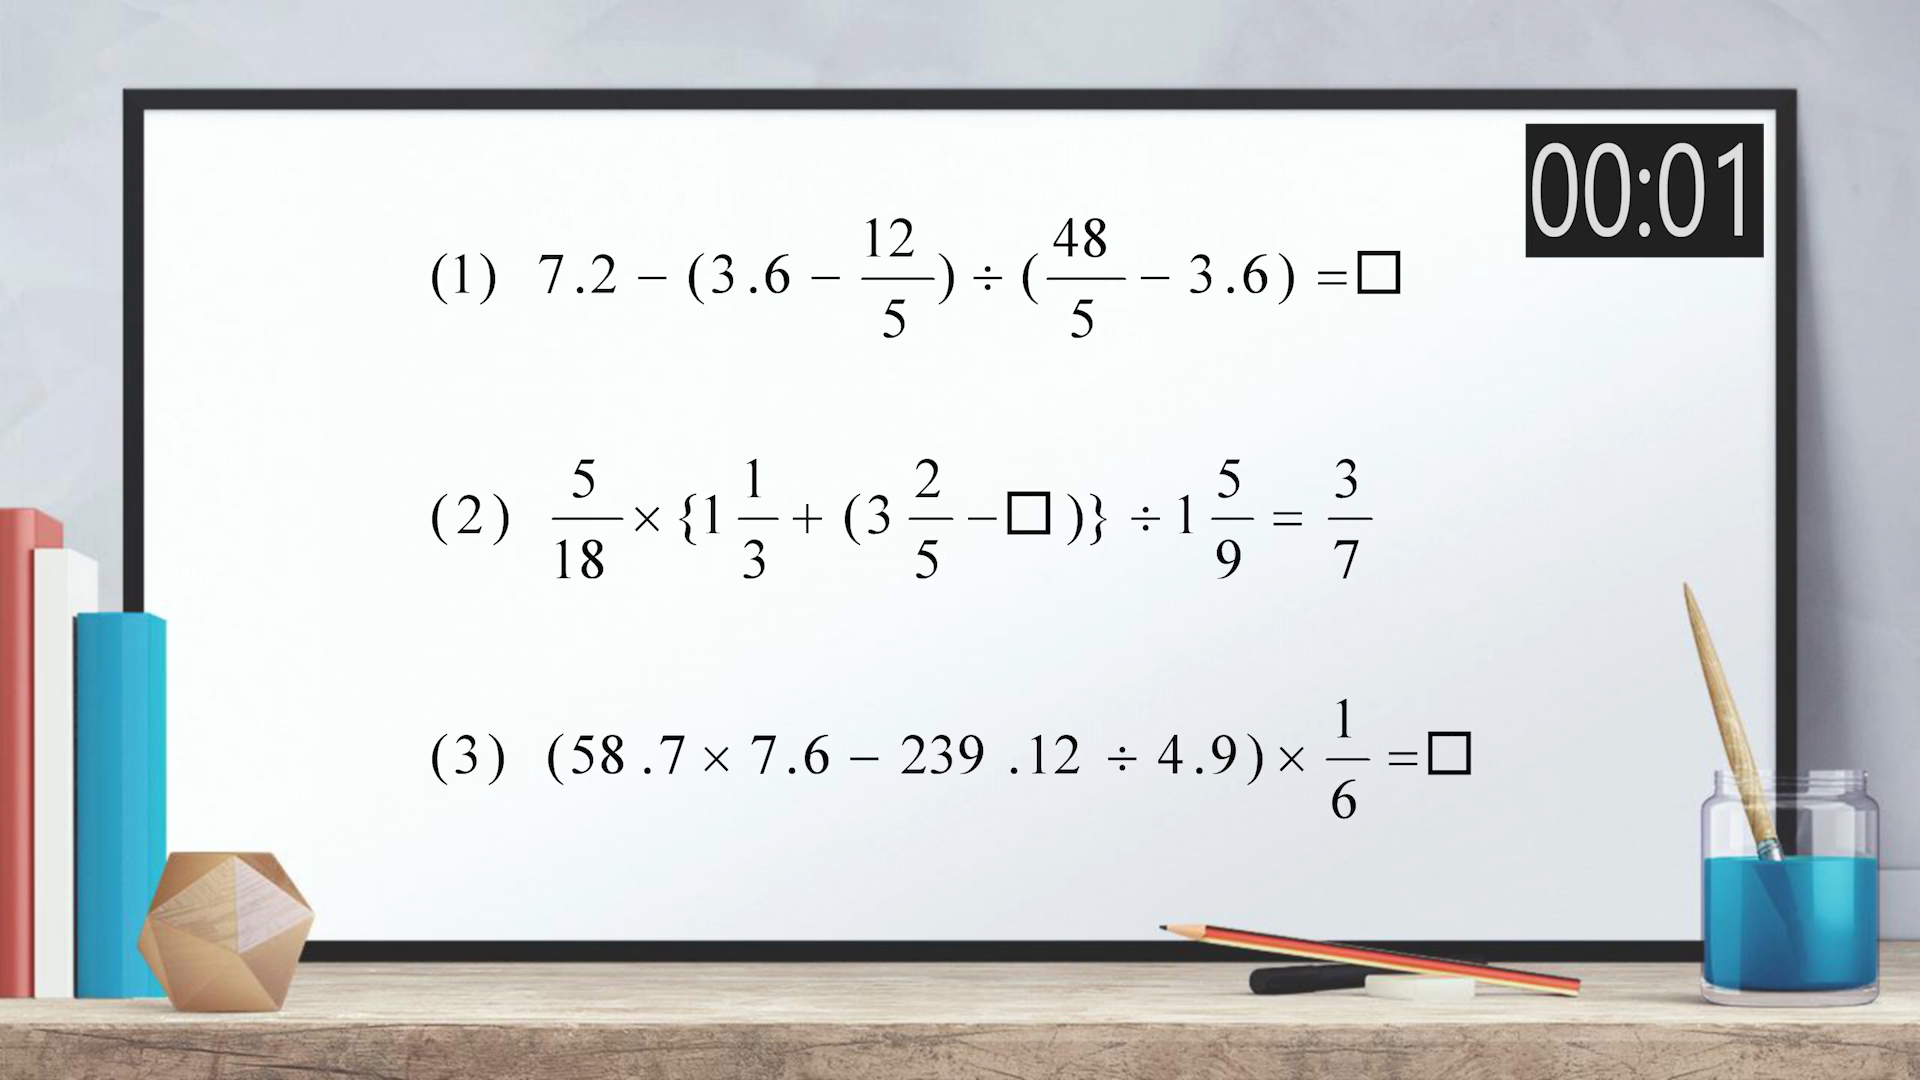 00:01
(1) 7.2 − (3.6 − 12/5) ÷ (48/5 − 3.6) = □
(2) 5/18 × {1 1/3 + (3 2/5 − □)} ÷ 1 5/9 = 3/7
(3) (58.7 × 7.6 − 239.12 ÷ 4.9) × 1/6 = □